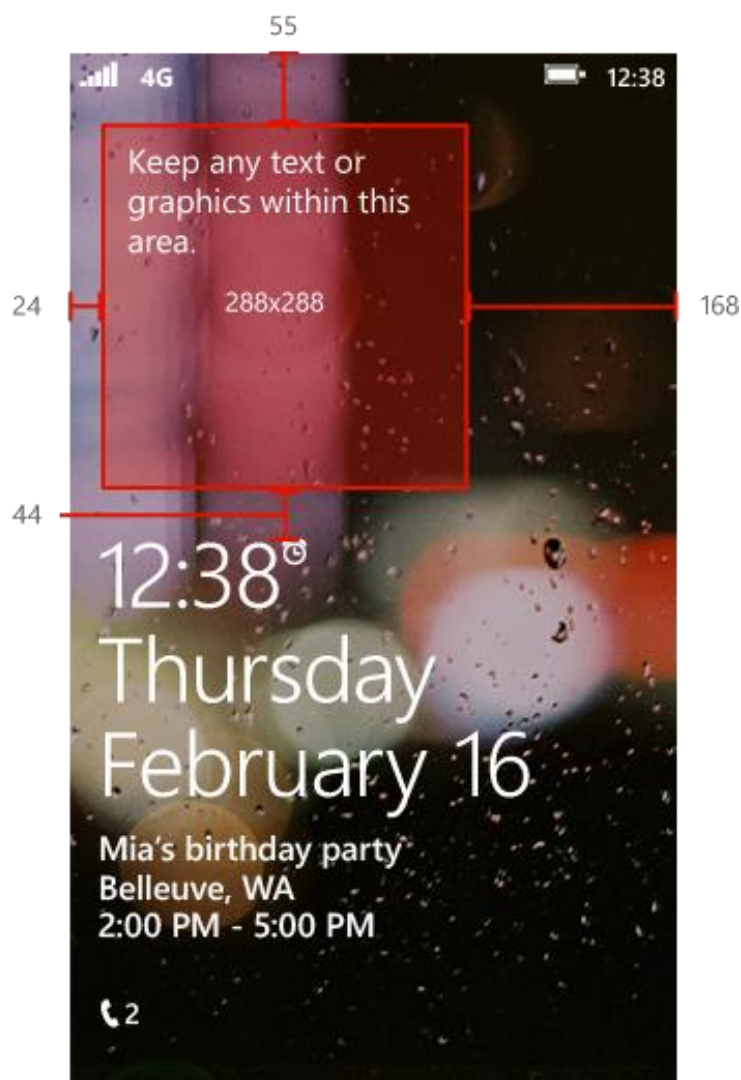 55
4G 12:38
Keep any text or
graphics within this
area.
24 288x288 168
44
12:38
Thursday
February 16
Mia's birthday party
Belleuve, WA
2:00 PM - 5:00 PM
2